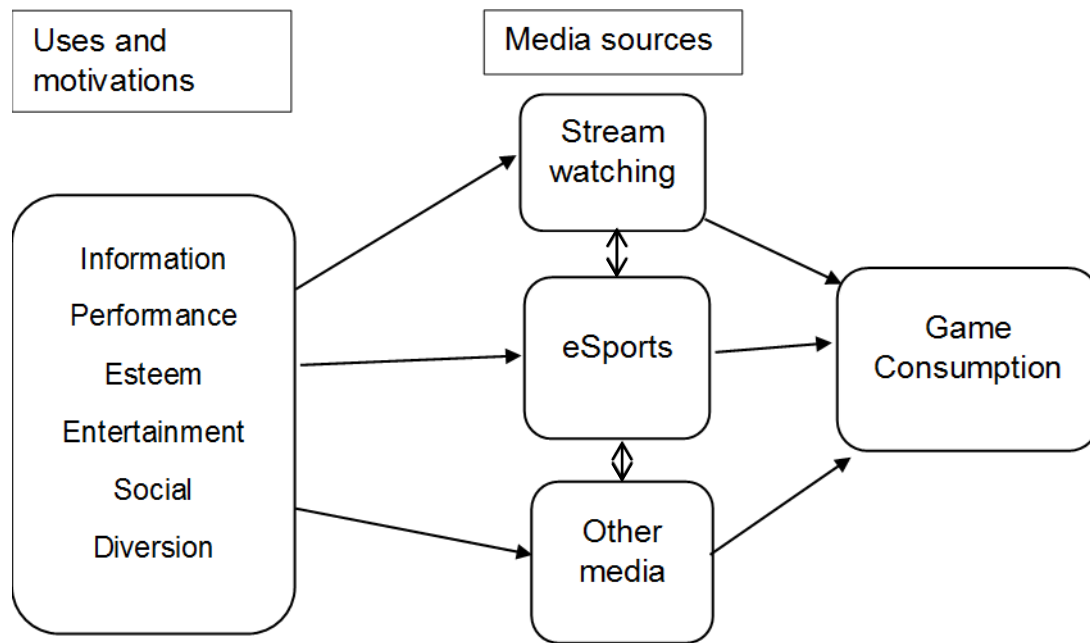 Uses and
motivations
Media sources
Information
Performance
Esteem
Entertainment
Social
Diversion
Stream
watching
eSports
Other
media
Game
Consumption